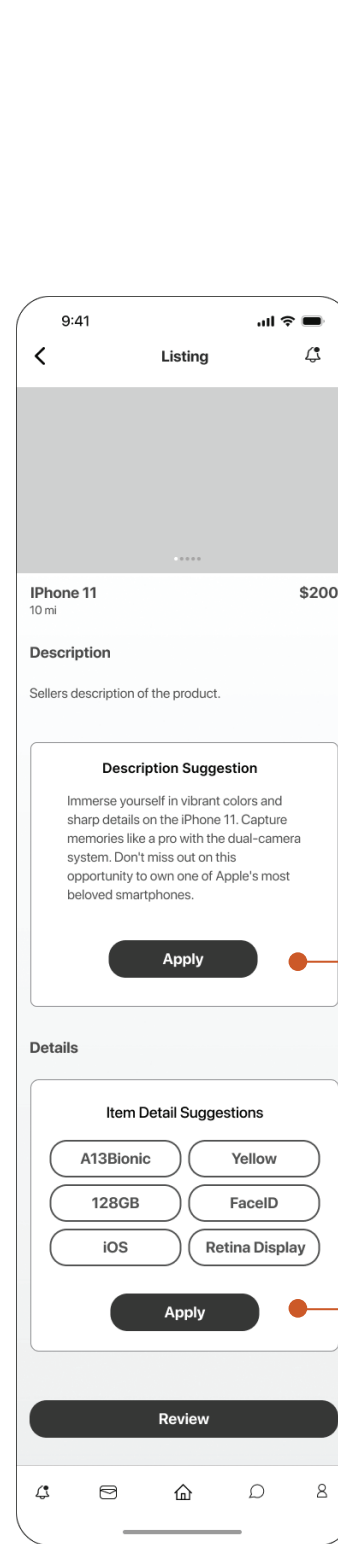 9:41
Listing
IPhone 11
$200
10 mi
Description
Sellers description of the product.
Description Suggestion
Immerse yourself in vibrant colors and
sharp details on the iPhone 11. Capture
memories like a pro with the dual-camera
system. Don't miss out on this
opportunity to own one of Apple's most
beloved smartphones.
Apply
Details
Item Detail Suggestions
A13Bionic
Yellow
128GB
FaceID
iOS
Retina Display
Apply
Review